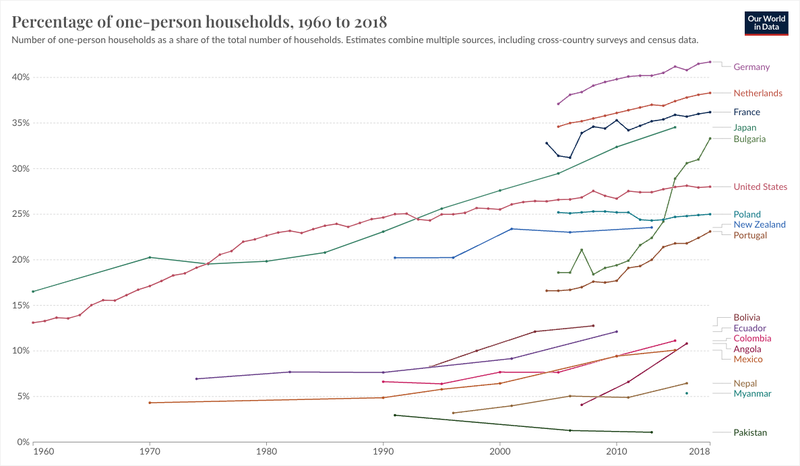 Percentage of one-person households, 1960 to 2018
Number of one-person households as a share of the total number of households. Estimates combine multiple sources, including cross-country surveys and census data.
Our World
in Data
40%
35%
30%
25%
20%
15%
10%
5%
0%
1960
1970
1980
1990
2000
2010
2018
Germany
Netherlands
France
Japan
Bulgaria
United States
Poland
New Zealand
Portugal
Bolivia
Ecuador
Colombia
Angola
Mexico
Nepal
Myanmar
Pakistan